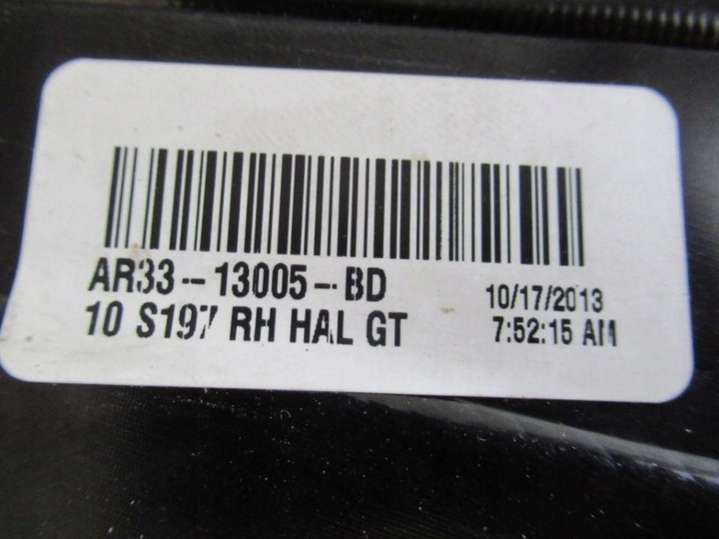 AR33-13005-BD
10 S197 RH HAL GT
10/17/2013
7:52:15 AM